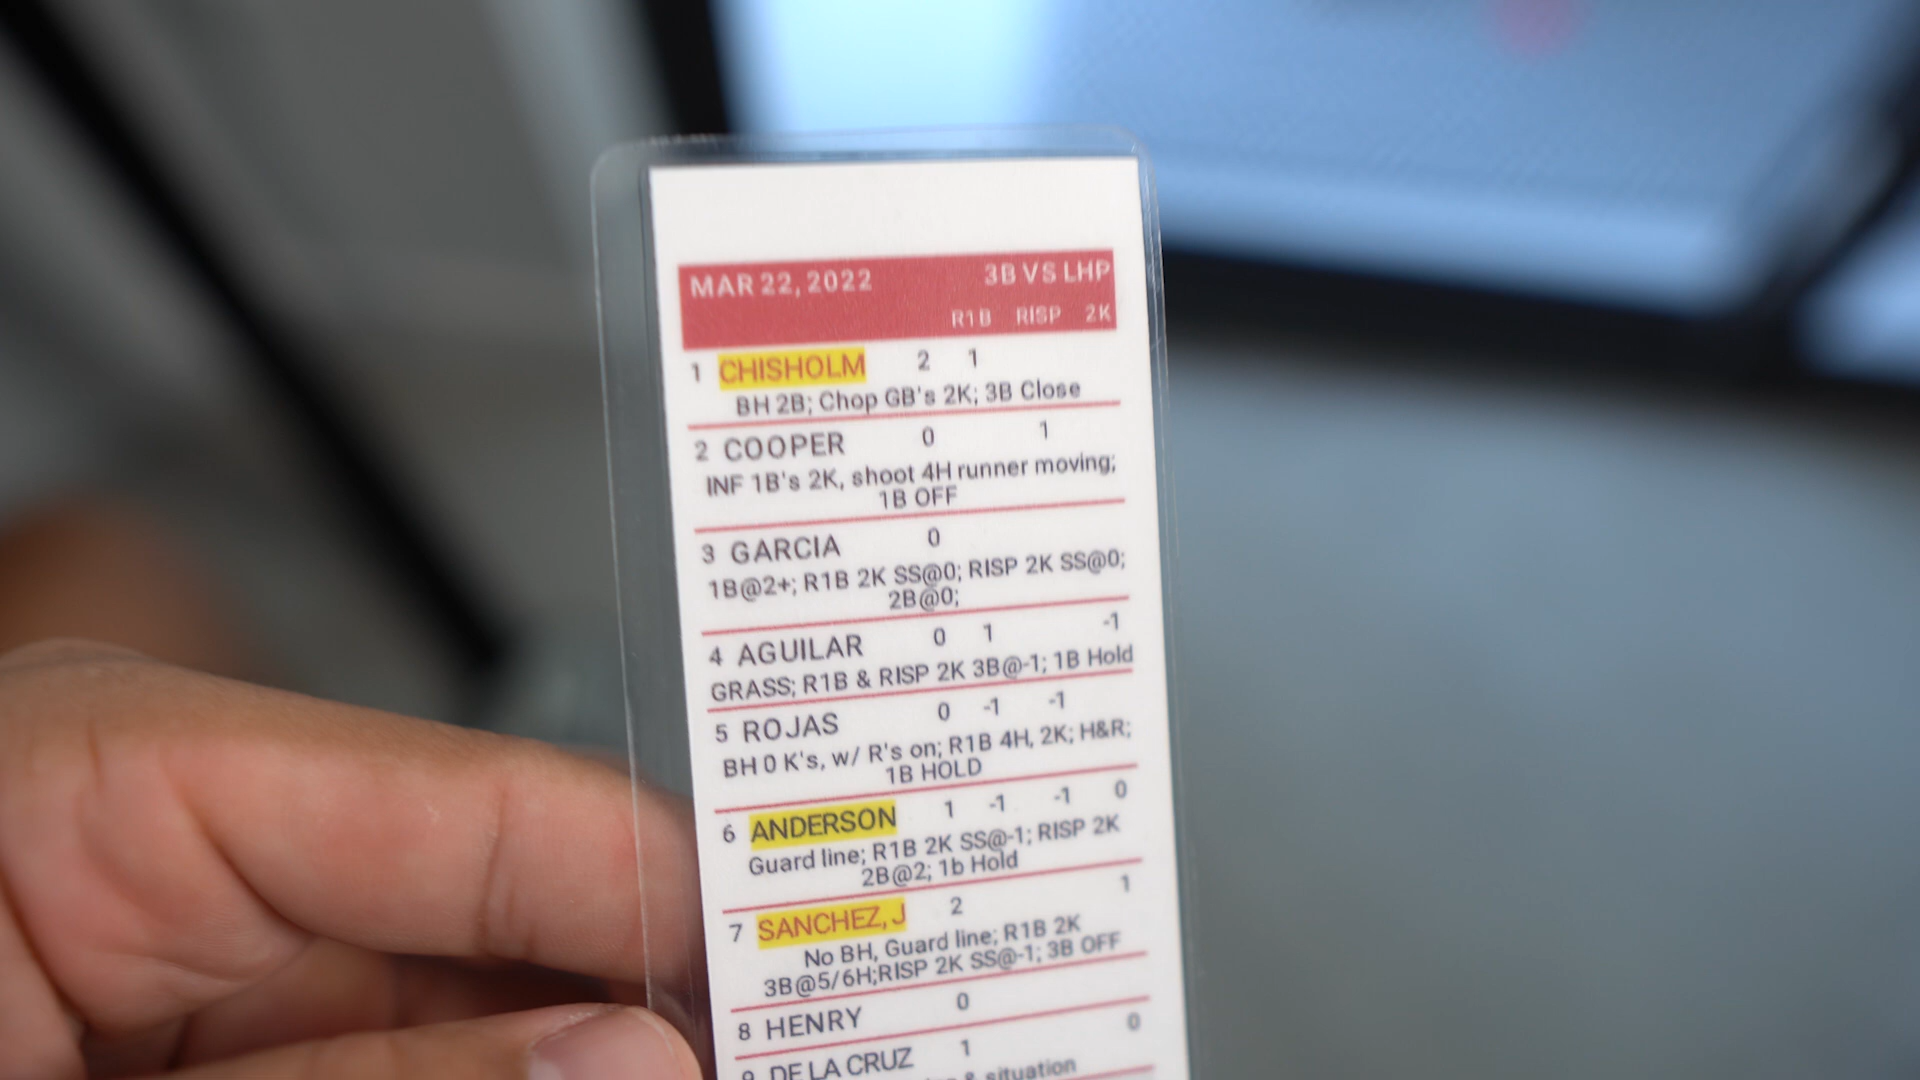 MAR 22, 2022 3B VS LHP
R1B RISP 2K
1 CHISHOLM 2 1
BH 2B; Chop GB's 2K; 3B Close
2 COOPER 0 1
INF 1B's 2K, shoot 4H runner moving;
1B OFF
3 GARCIA 0
1B@2+; R1B 2K SS@0; RISP 2K SS@0;
2B@0;
4 AGUILAR 0 1 -1
GRASS; R1B & RISP 2K 3B@-1; 1B Hold
5 ROJAS 0 -1 -1
BH 0 K's, w/ R's on; R1B 4H, 2K; H&R;
1B HOLD
6 ANDERSON 1 -1 -1 0
Guard line; R1B 2K SS@-1; RISP 2K
2B@2; 1b Hold
7 SANCHEZ, J 2 1
No BH, Guard line; R1B 2K
3B@5/6H;RISP 2K SS@-1; 3B OFF
8 HENRY 0
9 DE LA CRUZ 1 0
& situation